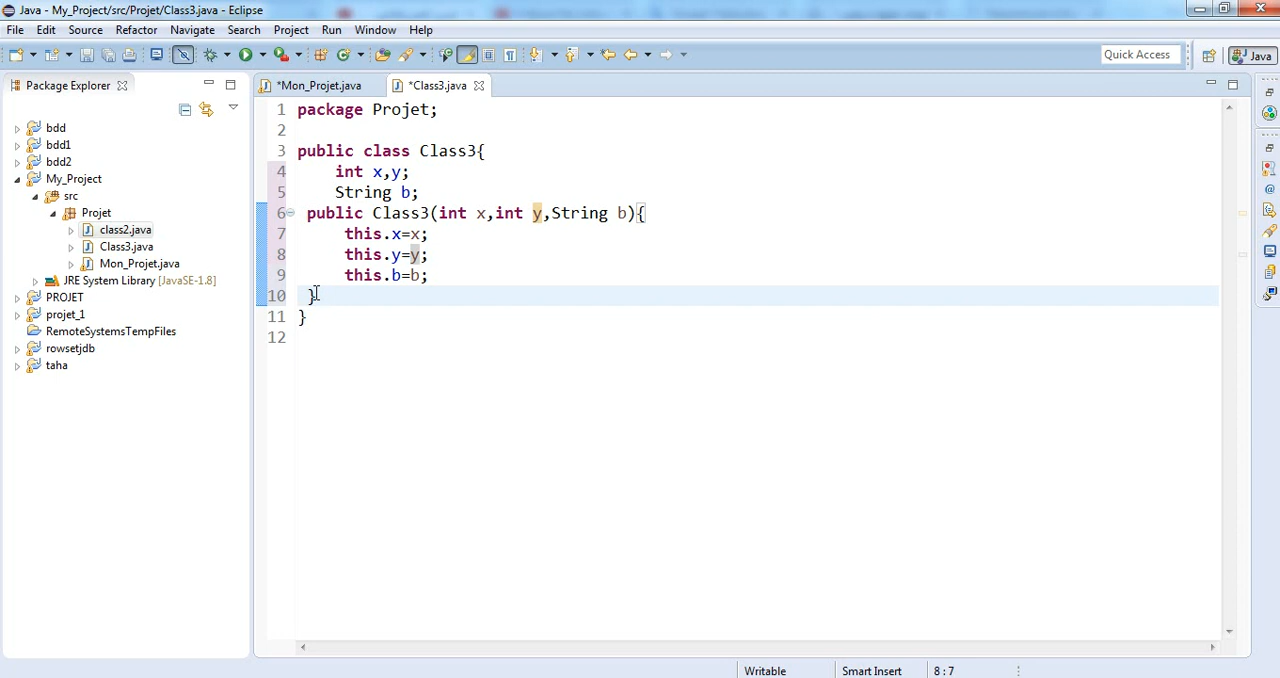 Java - My_Project/src/Projet/Class3.java - Eclipse
File Edit Source Refactor Navigate Search Project Run Window Help
Quick Access
Java
Package Explorer
*Mon_Projet.java
*Class3.java
bdd
bdd1
bdd2
My_Project
src
Projet
class2.java
Class3.java
Mon_Projet.java
JRE System Library [JavaSE-1.8]
PROJET
projet_1
RemoteSystemsTempFiles
rowsetjdb
taha
1 package Projet;
2
3 public class Class3{
4 int x,y;
5 String b;
6 public Class3(int x,int y,String b){
7 this.x=x;
8 this.y=y;
9 this.b=b;
10 }
11 }
12
Writable Smart Insert 8:7